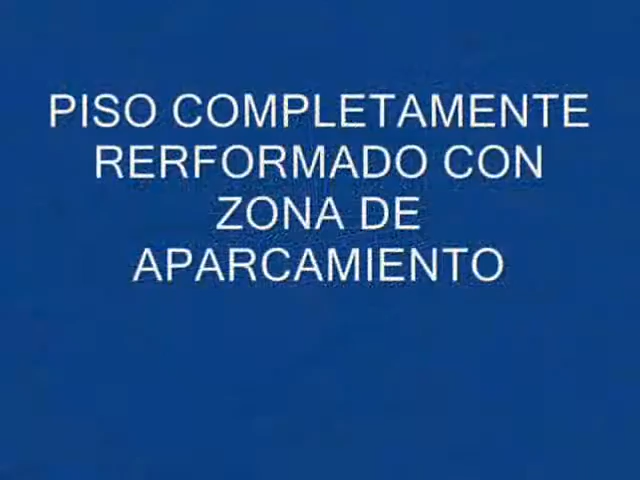 PISO COMPLETAMENTE
RERFORMADO CON
ZONA DE
APARCAMIENTO